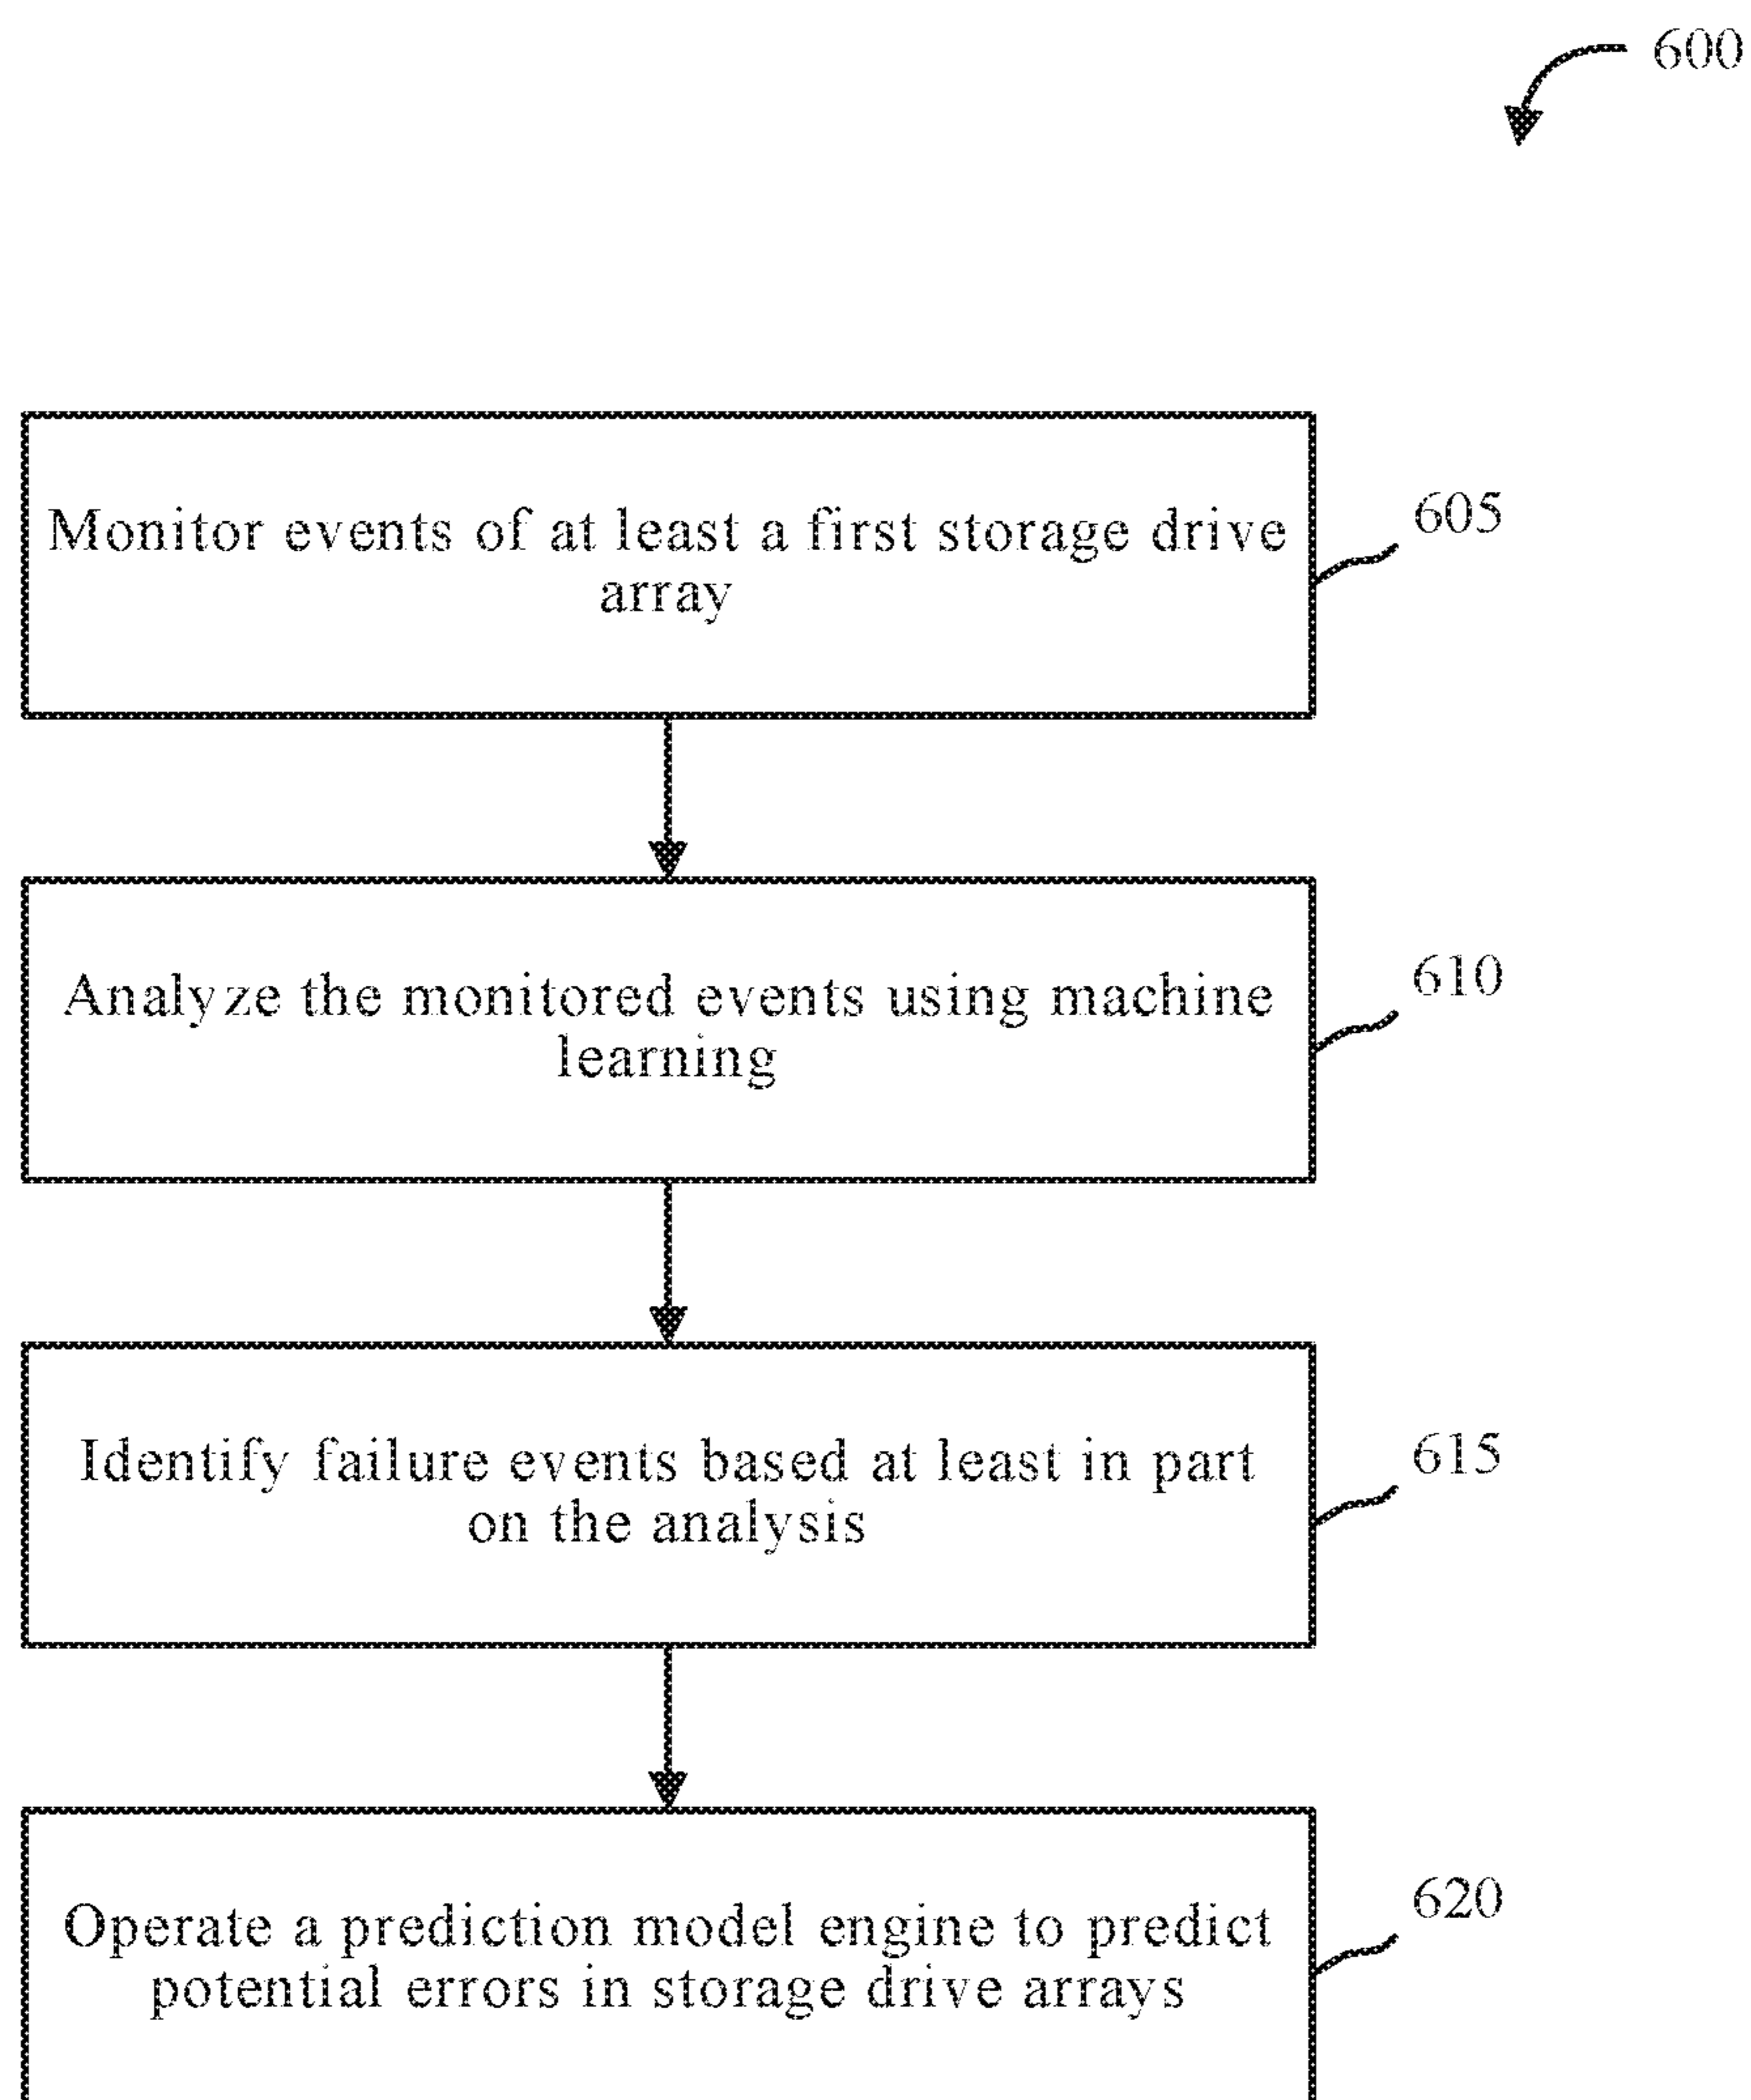 600
Monitor events of at least a first storage drive
array
605
Analyze the monitored events using machine
learning
610
Identify failure events based at least in part
on the analysis
615
Operate a prediction model engine to predict
potential errors in storage drive arrays
620